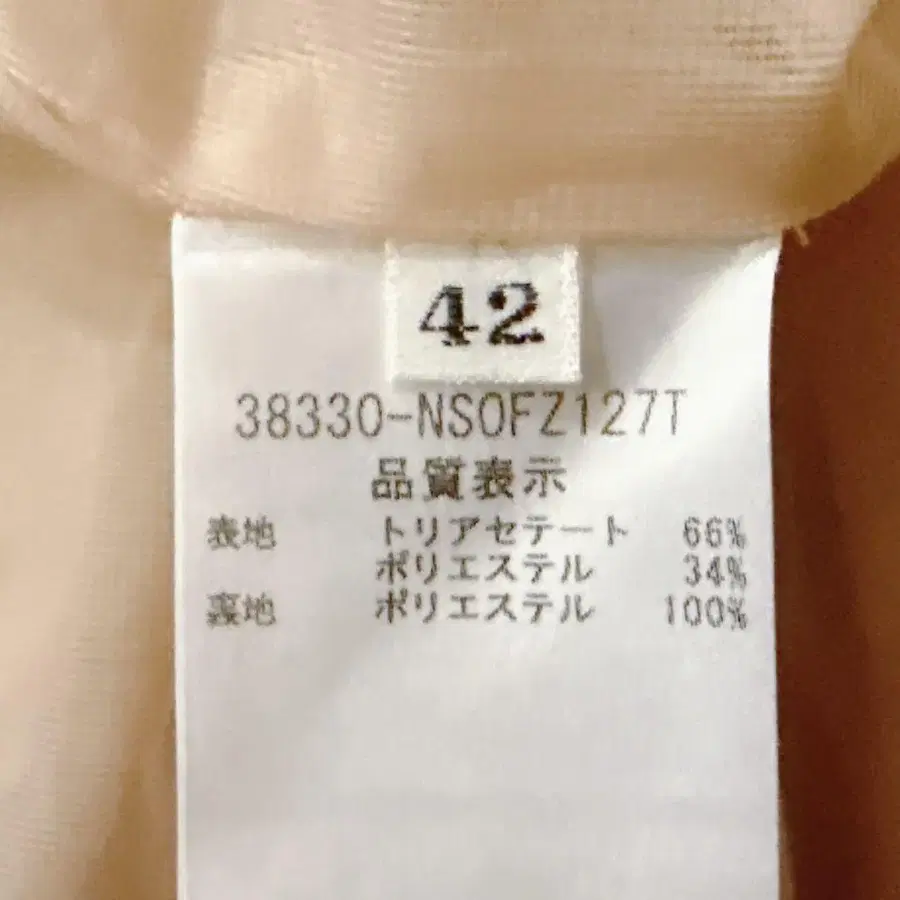 42
38330-NSOFZ127T
品質表示
表地 トリアセテート 66%
ポリエステル 34%
裏地 ポリエステル 100%